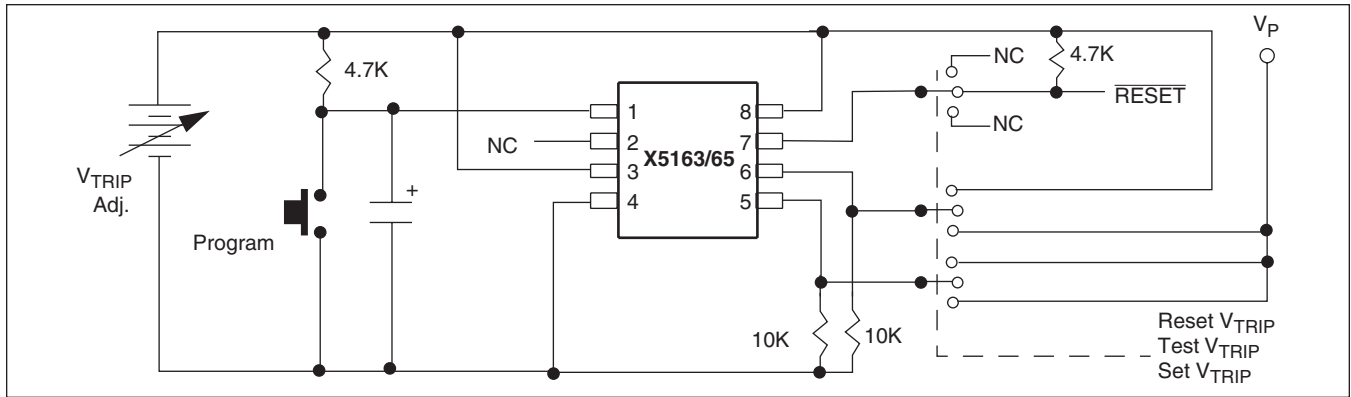 V_P
NC
4.7K
4.7K
RESET
NC
1
8
NC
2
7
X5163/65
3
6
4
5
V_TRIP
Adj.
+
Program
10K
10K
Reset V_TRIP
Test V_TRIP
Set V_TRIP